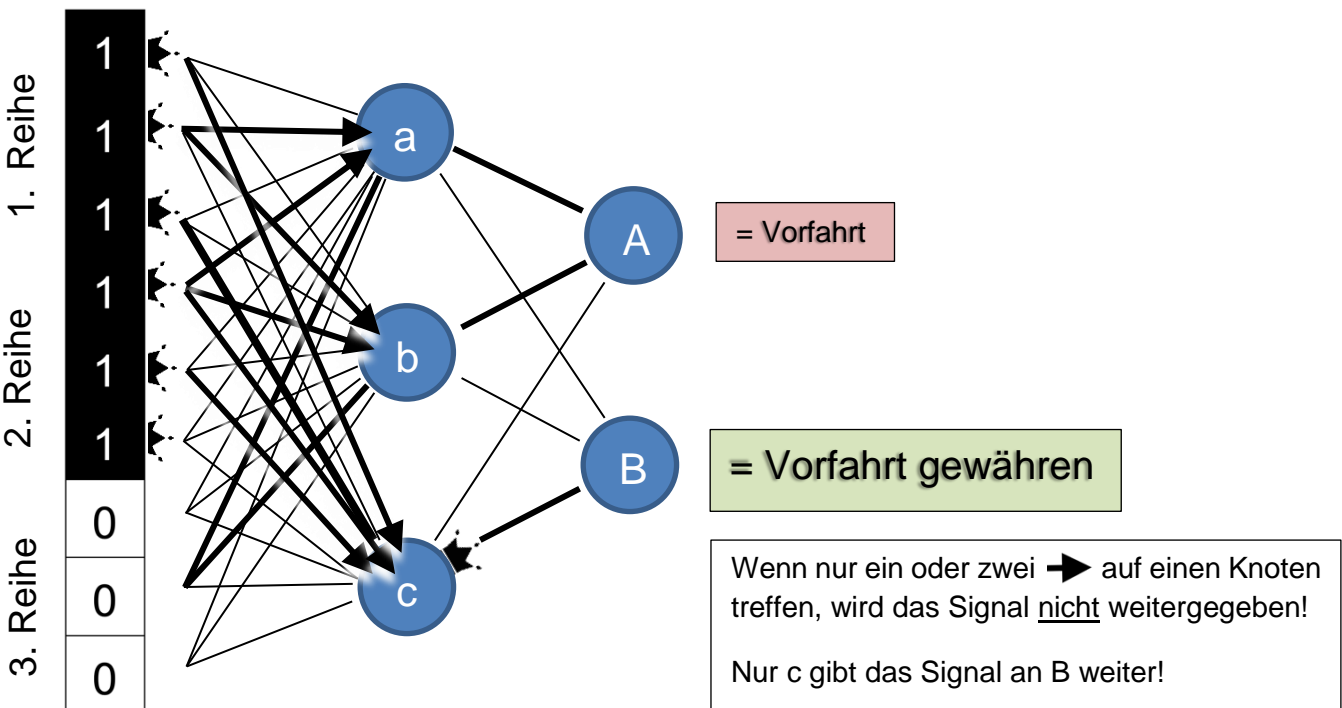 1. Reihe
2. Reihe
3. Reihe
1
1
1
1
1
1
0
0
0
a
b
c
A
B
= Vorfahrt
= Vorfahrt gewähren
Wenn nur ein oder zwei auf einen Knoten
treffen, wird das Signal nicht weitergegeben!
Nur c gibt das Signal an B weiter!